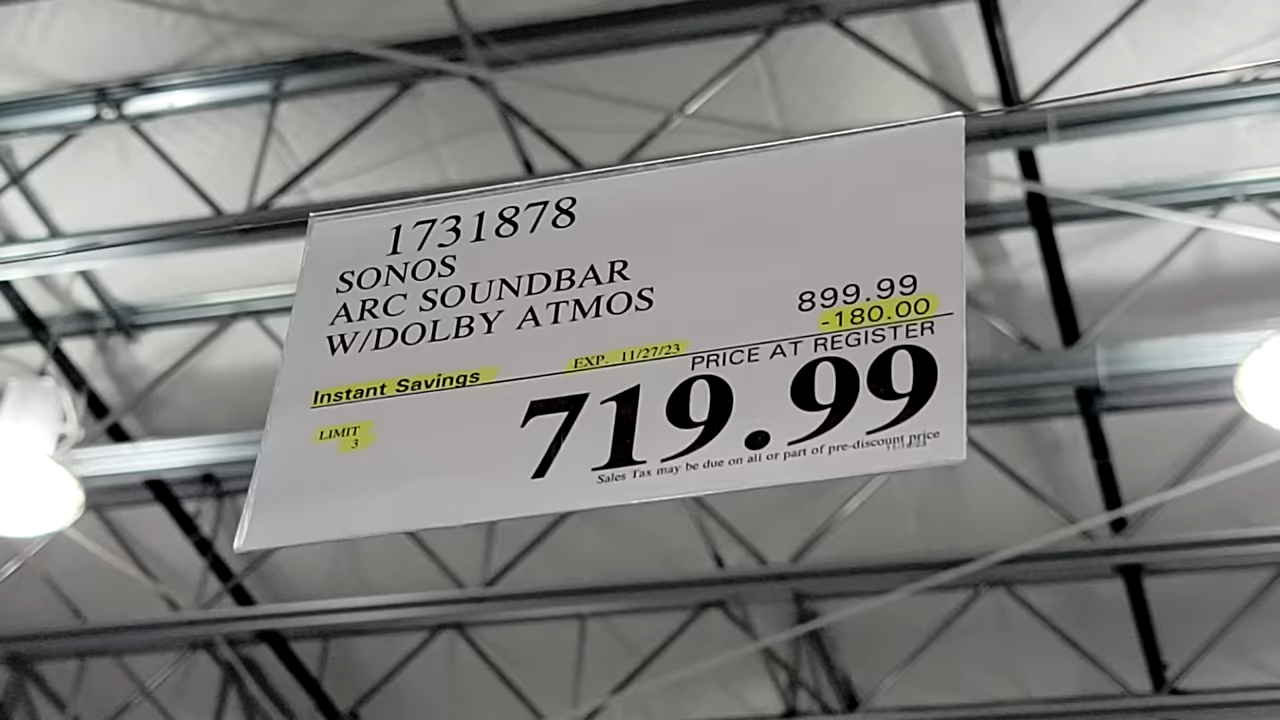 1731878
SONOS
ARC SOUNDBAR
W/DOLBY ATMOS
899.99
-180.00
Instant Savings EXP. 11/27/23 PRICE AT REGISTER
LIMIT
3
719.99
Sales Tax may be due on all or part of pre-discount price